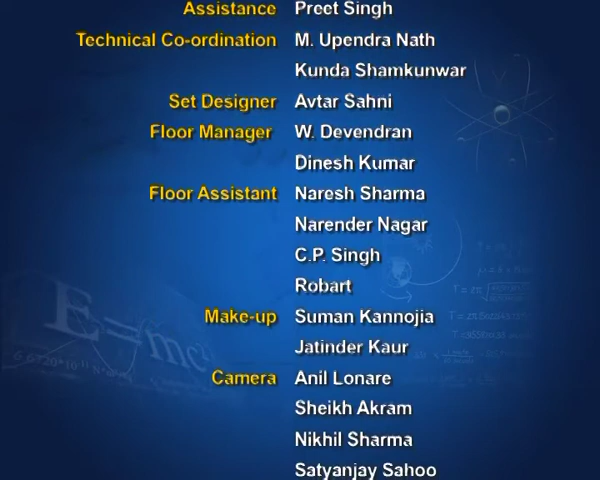 Assistance Preet Singh
Technical Co-ordination M. Upendra Nath
Kunda Shamkunwar
Set Designer Avtar Sahni
Floor Manager W. Devendran
Dinesh Kumar
Floor Assistant Naresh Sharma
Narender Nagar
C.P. Singh
Robart
Make-up Suman Kannojia
Jatinder Kaur
Camera Anil Lonare
Sheikh Akram
Nikhil Sharma
Satyanjay Sahoo
E=mc²